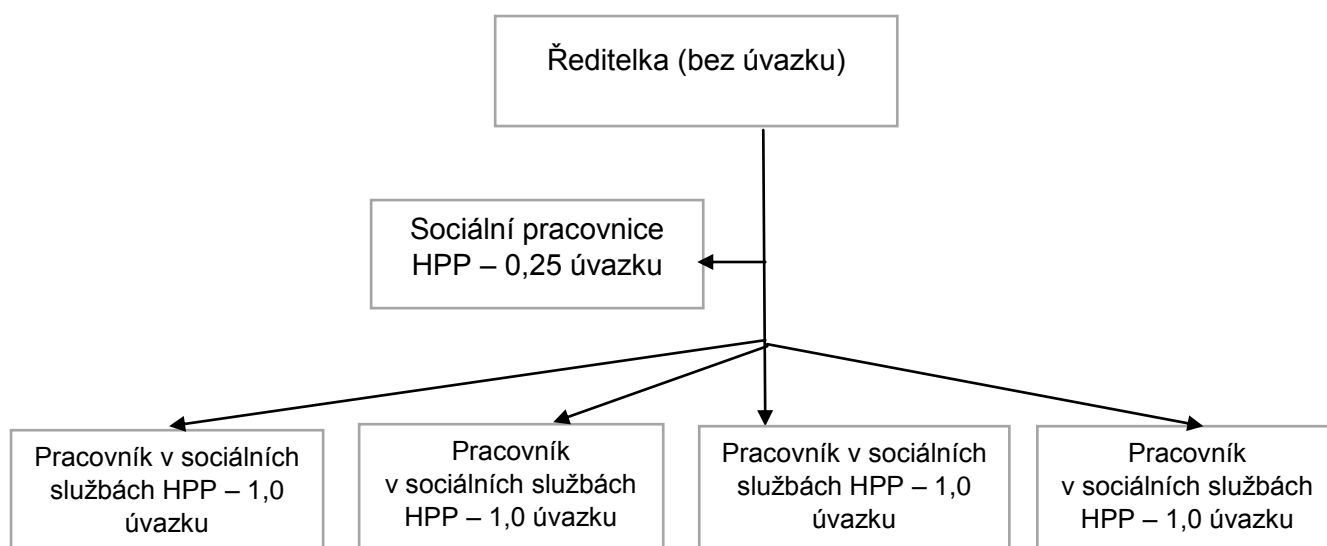 Ředitelka (bez úvazku)
Sociální pracovnice
HPP – 0,25 úvazku
Pracovník v sociálních
službách HPP – 1,0
úvazku
Pracovník
v sociálních službách
HPP – 1,0 úvazku
Pracovník v sociálních
službách HPP – 1,0
úvazku
Pracovník
v sociálních službách
HPP – 1,0 úvazku